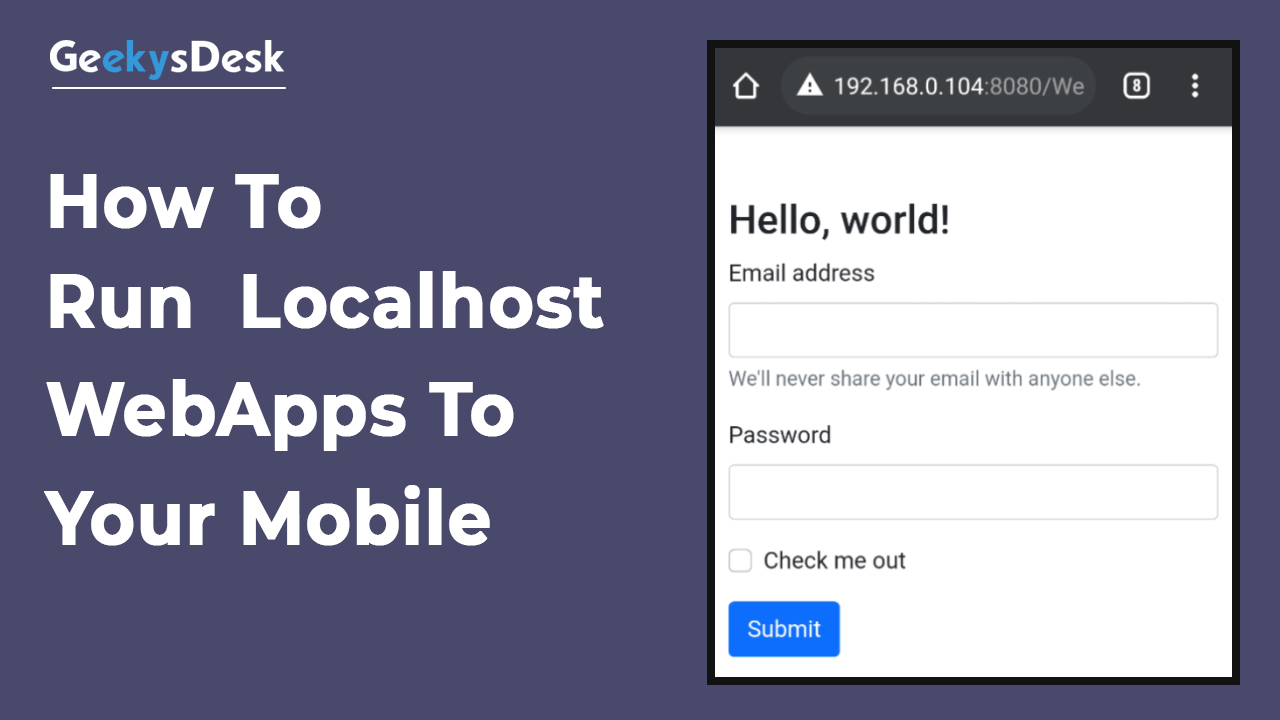 GeekysDesk
How To
Run Localhost
WebApps To
Your Mobile
192.168.0.104:8080/We
8
Hello, world!
Email address
We'll never share your email with anyone else.
Password
Check me out
Submit